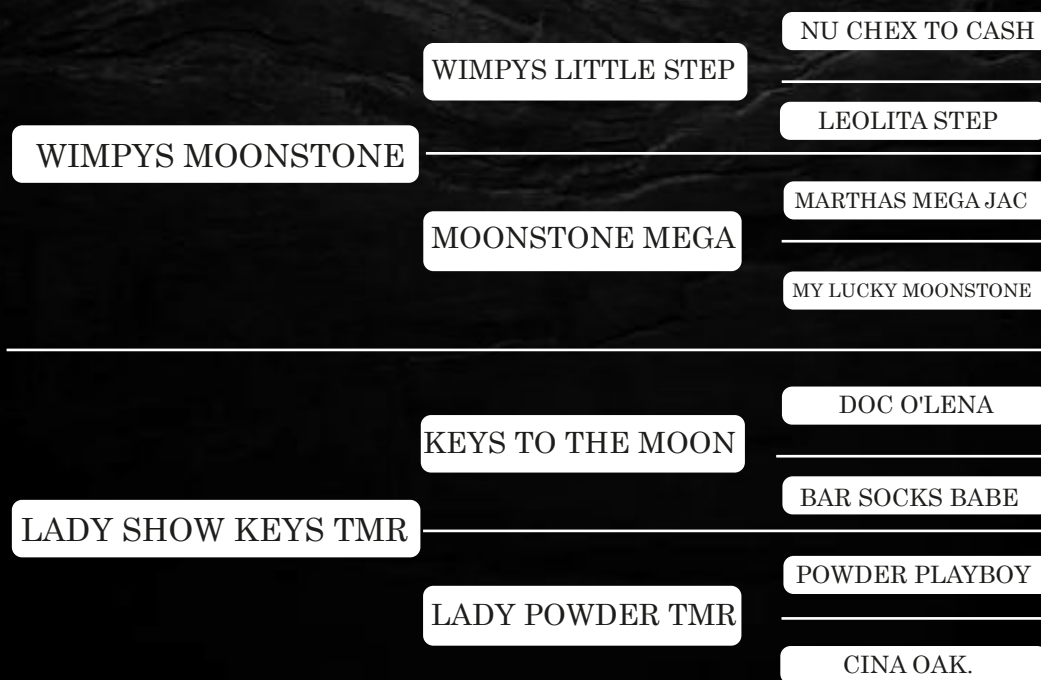 NU CHEX TO CASH
WIMPYS LITTLE STEP
LEOLITA STEP
WIMPYS MOONSTONE
MARTHAS MEGA JAC
MOONSTONE MEGA
MY LUCKY MOONSTONE
DOC O'LENA
KEYS TO THE MOON
BAR SOCKS BABE
LADY SHOW KEYS TMR
POWDER PLAYBOY
LADY POWDER TMR
CINA OAK.